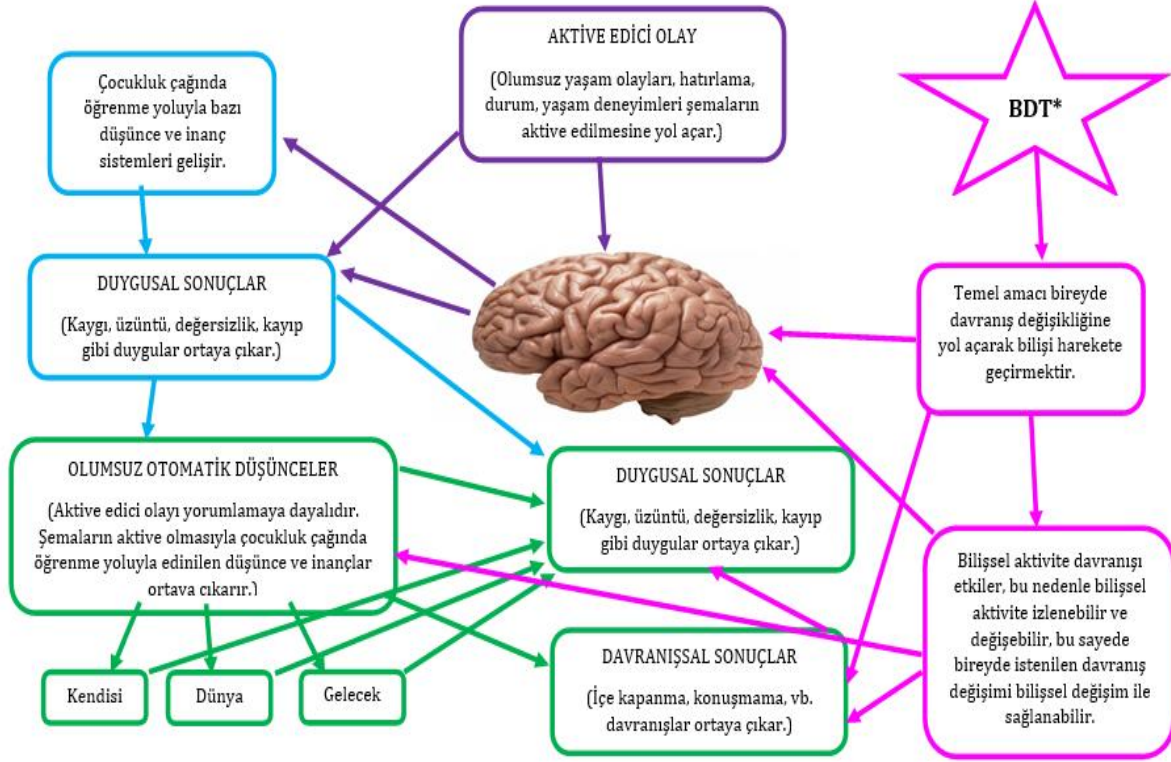 Çocukluk çağında
öğrenme yoluyla bazı
düşünce ve inanç
sistemleri gelişir.
AKTİVE EDİCİ OLAY
(Olumsuz yaşam olayları, hatırlama,
durum, yaşam deneyimleri şemaların
aktive edilmesine yol açar.)
BDT*
DUYGUSAL SONUÇLAR
(Kaygı, üzüntü, değersizlik, kayıp
gibi duygular ortaya çıkar.)
Temel amacı bireyde
davranış değişikliğine
yol açarak bilişi harekete
geçirmektir.
OLUMSUZ OTOMATİK DÜŞÜNCELER
(Aktive edici olayı yorumlamaya dayalıdır.
Şemaların aktive olmasıyla çocukluk çağında
öğrenme yoluyla edinilen düşünce ve inançlar
ortaya çıkarır.)
DUYGUSAL SONUÇLAR
(Kaygı, üzüntü, değersizlik, kayıp
gibi duygular ortaya çıkar.)
Bilişsel aktivite davranışı
etkiler, bu nedenle bilişsel
aktivite izlenebilir ve
değişebilir, bu sayede
bireyde istenilen davranış
değişimi bilişsel değişim ile
sağlanabilir.
Kendisi
Dünya
Gelecek
DAVRANIŞSAL SONUÇLAR
(İçe kapanma, konuşmama, vb.
davranışlar ortaya çıkar.)